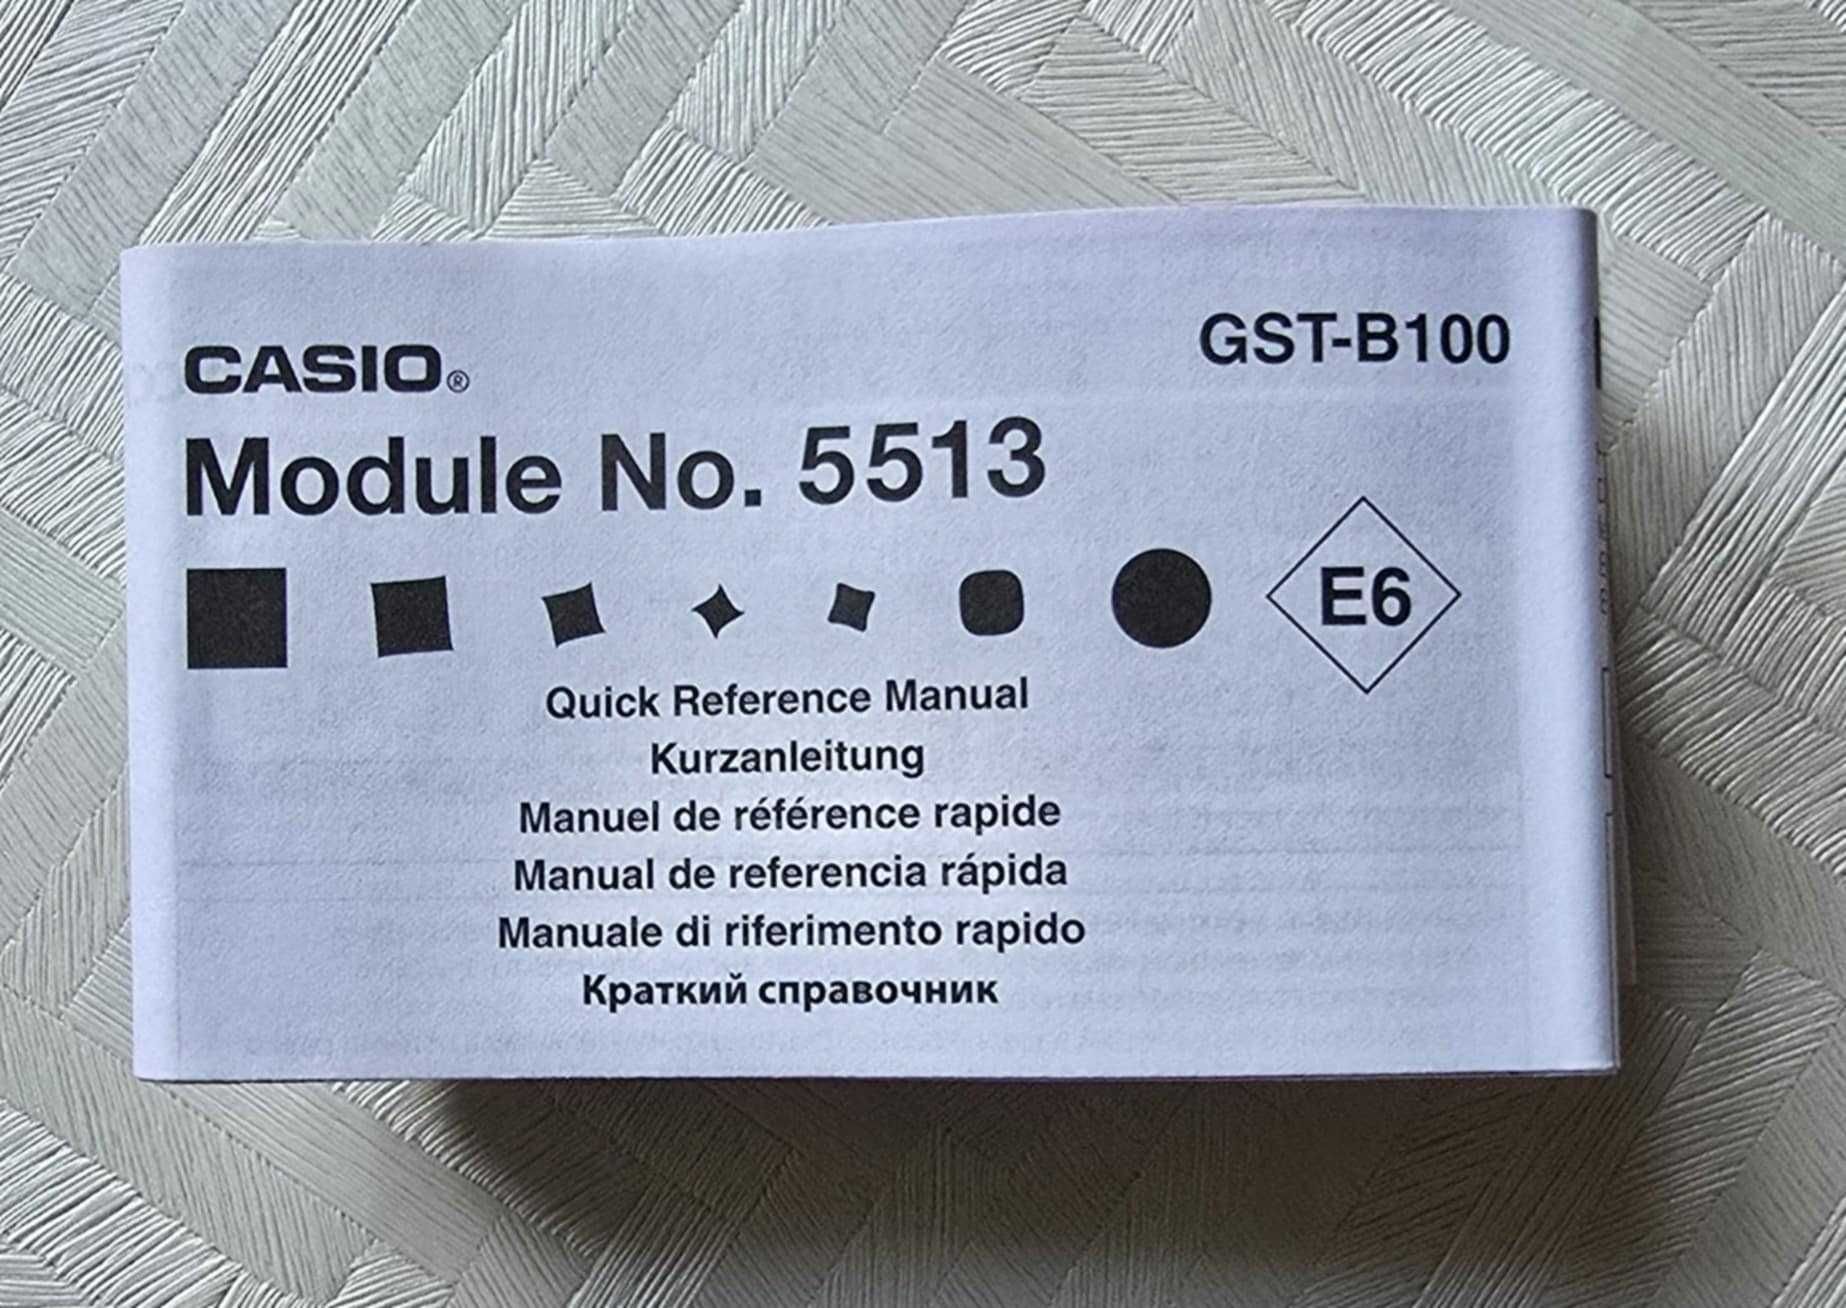 CASIO®
GST-B100
Module No. 5513
E6
Quick Reference Manual
Kurzanleitung
Manuel de référence rapide
Manual de referencia rápida
Manuale di riferimento rapido
Краткий справочник